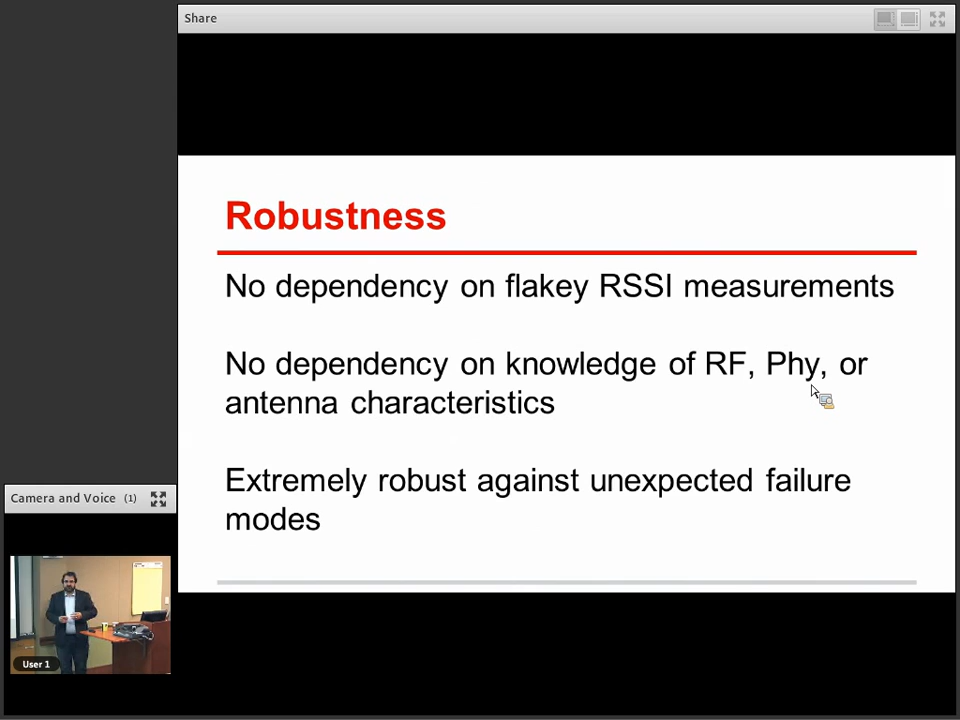 Share
Robustness
No dependency on flakey RSSI measurements
No dependency on knowledge of RF, Phy, or
antenna characteristics
Extremely robust against unexpected failure
modes
Camera and Voice (1)
User 1